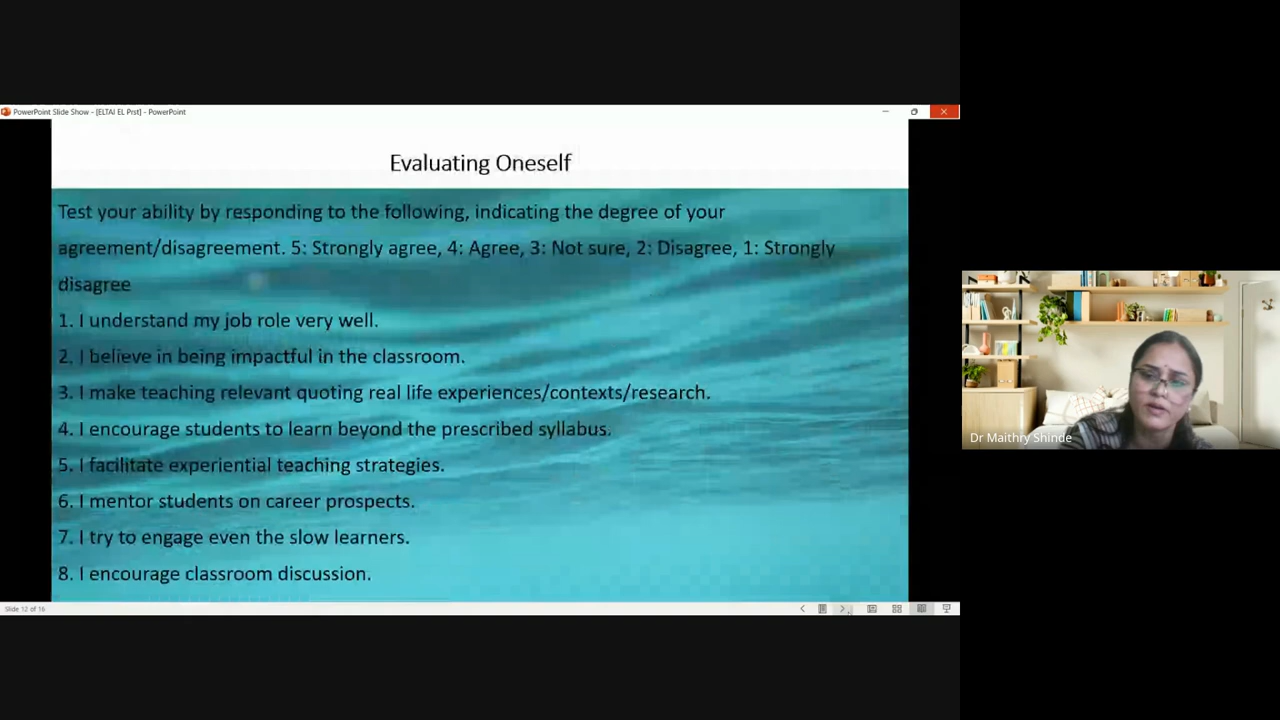 PowerPoint Slide Show - [ELTAI EL Prst] - PowerPoint
Evaluating Oneself
Test your ability by responding to the following, indicating the degree of your
agreement/disagreement. 5: Strongly agree, 4: Agree, 3: Not sure, 2: Disagree, 1: Strongly
disagree
1. I understand my job role very well.
2. I believe in being impactful in the classroom.
3. I make teaching relevant quoting real life experiences/contexts/research.
4. I encourage students to learn beyond the prescribed syllabus.
5. I facilitate experiential teaching strategies.
6. I mentor students on career prospects.
7. I try to engage even the slow learners.
8. I encourage classroom discussion.
Slide 12 of 16
Dr Maithry Shinde